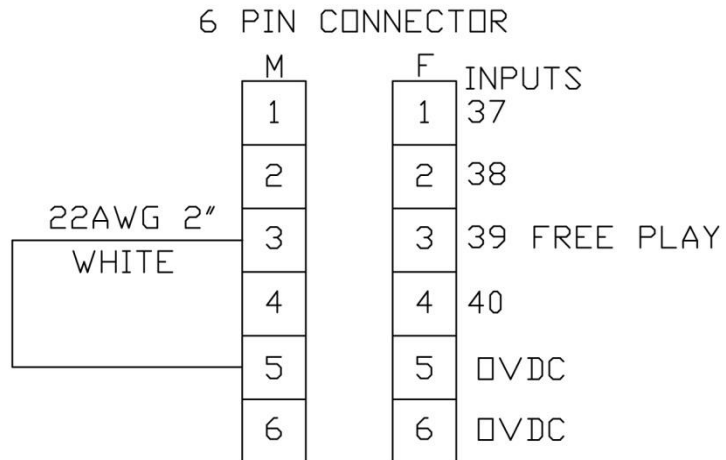 6 PIN CONNECTOR
M F INPUTS
1 1 37
2 2 38
22AWG 2"
WHITE
3 3 39 FREE PLAY
4 4 40
5 5 0VDC
6 6 0VDC